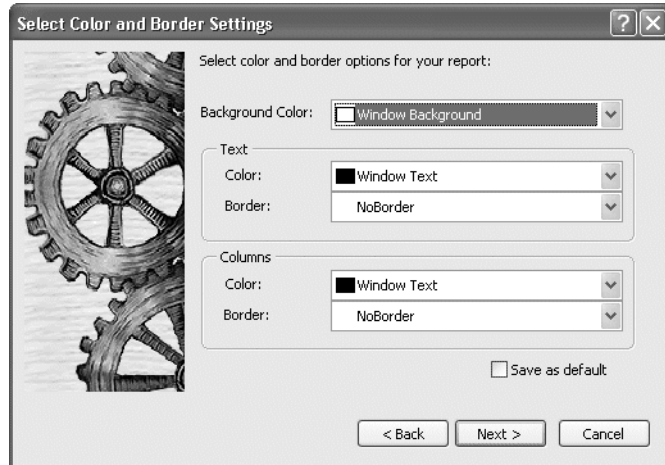 Select Color and Border Settings
Select color and border options for your report:
Background Color: Window Background
Text
Color: Window Text
Border: NoBorder
Columns
Color: Window Text
Border: NoBorder
Save as default
< Back Next > Cancel